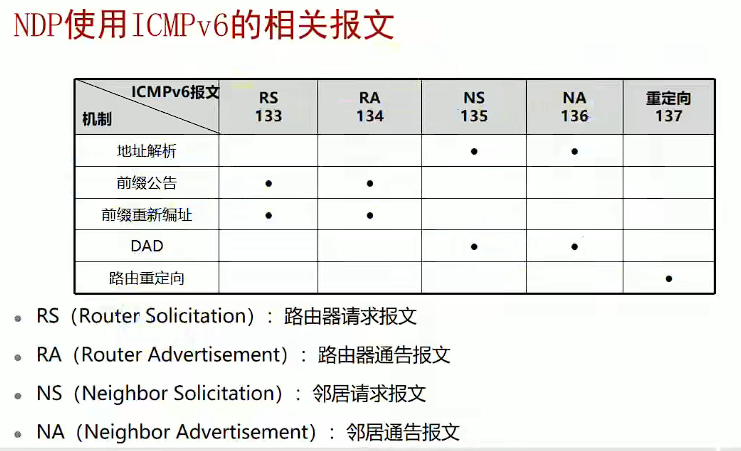 NDP使用ICMPv6的相关报文
ICMPv6报文
机制
RS 133
RA 134
NS 135
NA 136
重定向 137
地址解析 ● ●
前缀公告 ● ●
前缀重新编址 ● ●
DAD ● ●
路由重定向 ●
● RS（Router Solicitation）：路由器请求报文
● RA（Router Advertisement）：路由器通告报文
● NS（Neighbor Solicitation）：邻居请求报文
● NA（Neighbor Advertisement）：邻居通告报文